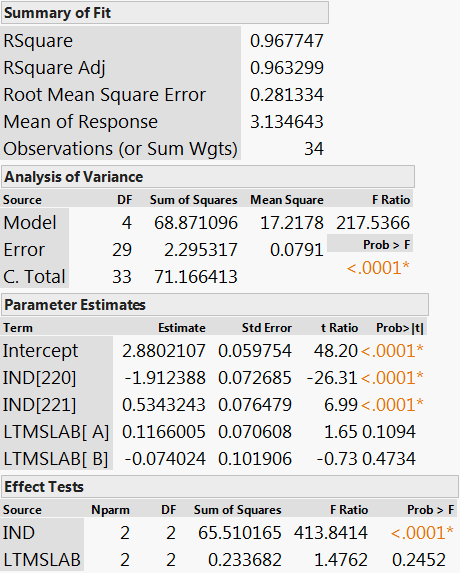 Summary of Fit
RSquare 0.967747
RSquare Adj 0.963299
Root Mean Square Error 0.281334
Mean of Response 3.134643
Observations (or Sum Wgts) 34
Analysis of Variance
Source DF Sum of Squares Mean Square F Ratio
Model 4 68.871096 17.2178 217.5366
Error 29 2.295317 0.0791 Prob > F
C. Total 33 71.166413 <.0001*
Parameter Estimates
Term Estimate Std Error t Ratio Prob>|t|
Intercept 2.8802107 0.059754 48.20 <.0001*
IND[220] -1.912388 0.072685 -26.31 <.0001*
IND[221] 0.5343243 0.076479 6.99 <.0001*
LTMSLAB[ A] 0.1166005 0.070608 1.65 0.1094
LTMSLAB[ B] -0.074024 0.101906 -0.73 0.4734
Effect Tests
Source Nparm DF Sum of Squares F Ratio Prob > F
IND 2 2 65.510165 413.8414 <.0001*
LTMSLAB 2 2 0.233682 1.4762 0.2452